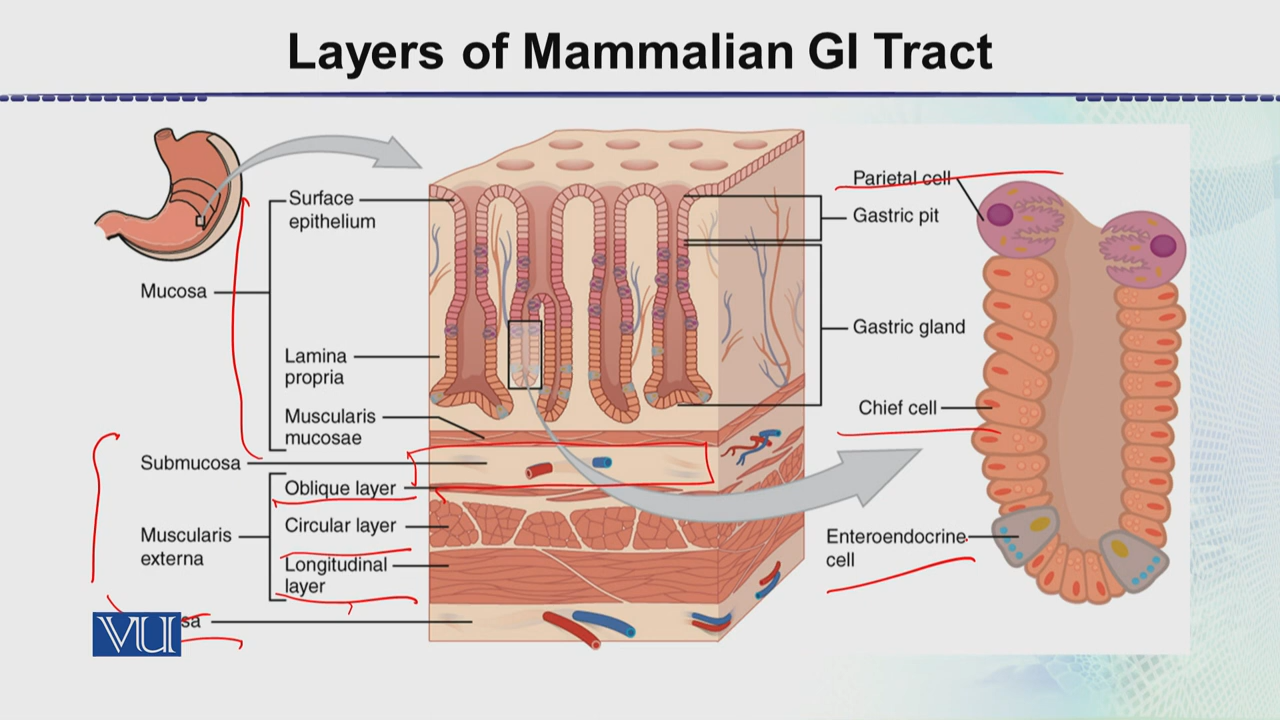 Layers of Mammalian GI Tract
Surface
epithelium
Mucosa
Lamina
propria
Muscularis
mucosae
Submucosa
Oblique layer
Circular layer
Muscularis
externa
Longitudinal
layer
VU
Parietal cell
Gastric pit
Gastric gland
Chief cell
Enteroendocrine
cell